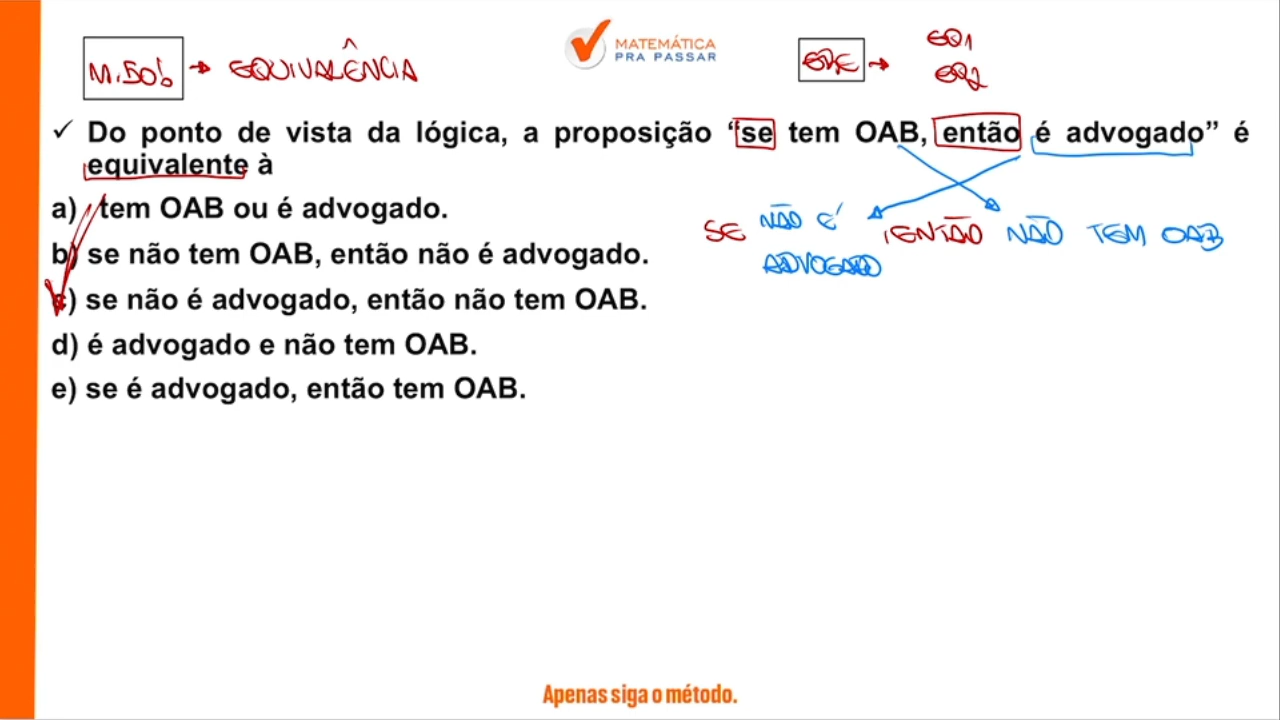 M.50% → EQUIVALÊNCIA
MATEMÁTICA
PRA PASSAR
EQ1
EQ2
✓ Do ponto de vista da lógica, a proposição “se tem OAB, então é advogado” é
equivalente à
a) tem OAB ou é advogado.
SE NÃO É ADVOGADO, ENTÃO NÃO TEM OAB
b) se não tem OAB, então não é advogado.
c) se não é advogado, então não tem OAB.
d) é advogado e não tem OAB.
e) se é advogado, então tem OAB.
Apenas siga o método.